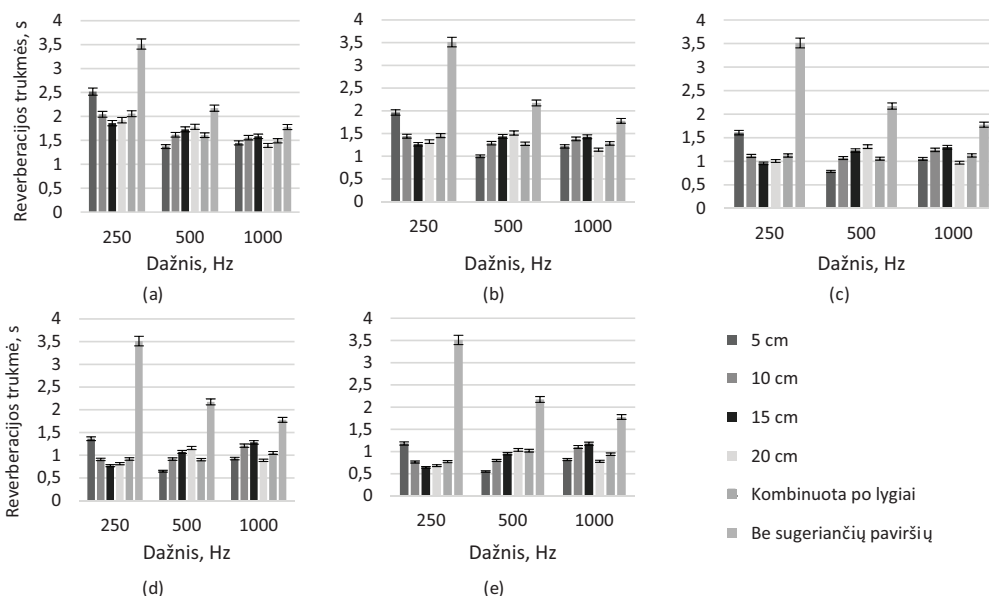 Reverberacijos trukmės, s
4
3,5
3
2,5
2
1,5
1
0,5
0
250 500 1000
Dažnis, Hz
(a)
4
3,5
3
2,5
2
1,5
1
0,5
0
250 500 1000
Dažnis, Hz
(b)
4
3,5
3
2,5
2
1,5
1
0,5
0
250 500 1000
Dažnis, Hz
(c)
Reverberacijos trukmė, s
4
3,5
3
2,5
2
1,5
1
0,5
0
250 500 1000
Dažnis, Hz
(d)
4
3,5
3
2,5
2
1,5
1
0,5
0
250 500 1000
Dažnis, Hz
(e)
5 cm
10 cm
15 cm
20 cm
Kombinuota po lygiai
Be sugeriančių paviršių